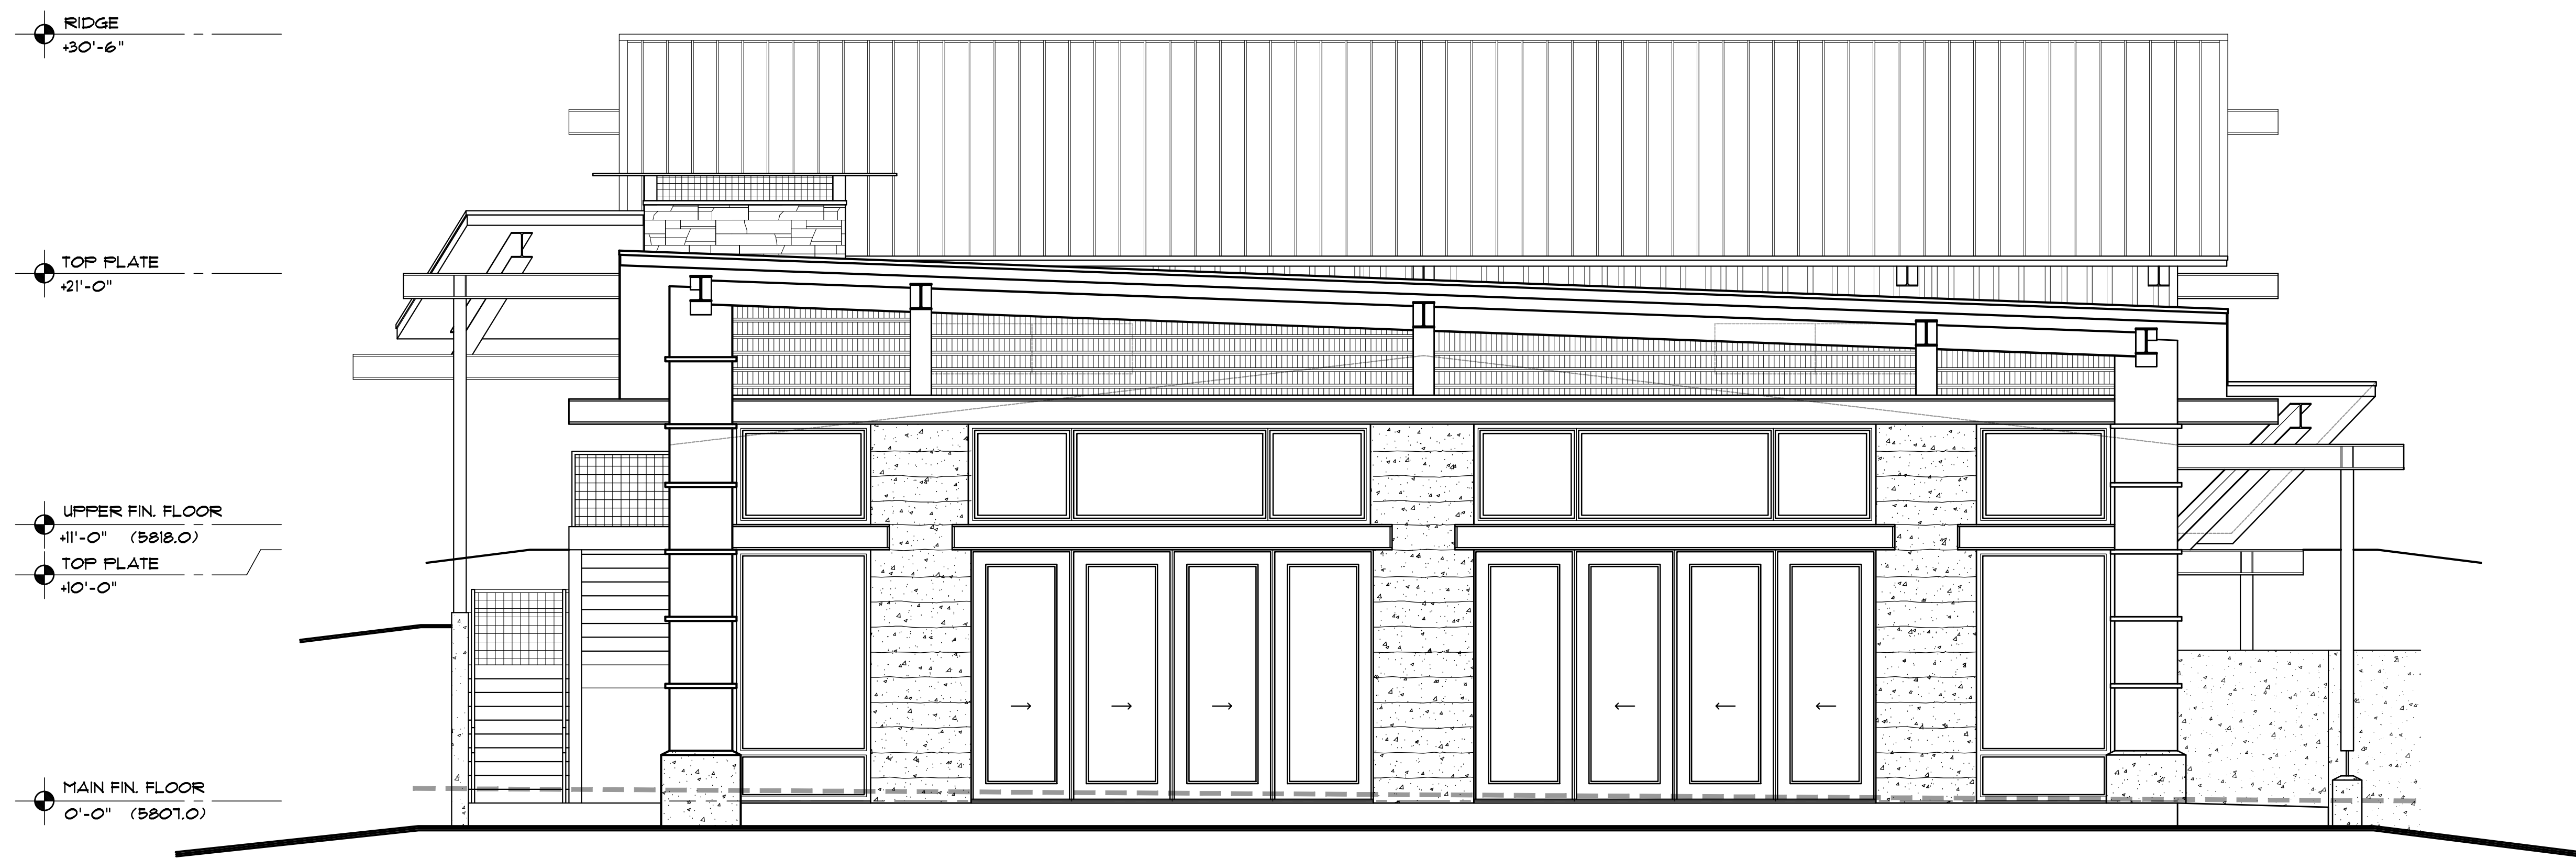 RIDGE
+30'-6"
TOP PLATE
+21'-0"
UPPER FIN. FLOOR
+11'-0" (5818.0)
TOP PLATE
+10'-0"
MAIN FIN. FLOOR
0'-0" (5807.0)